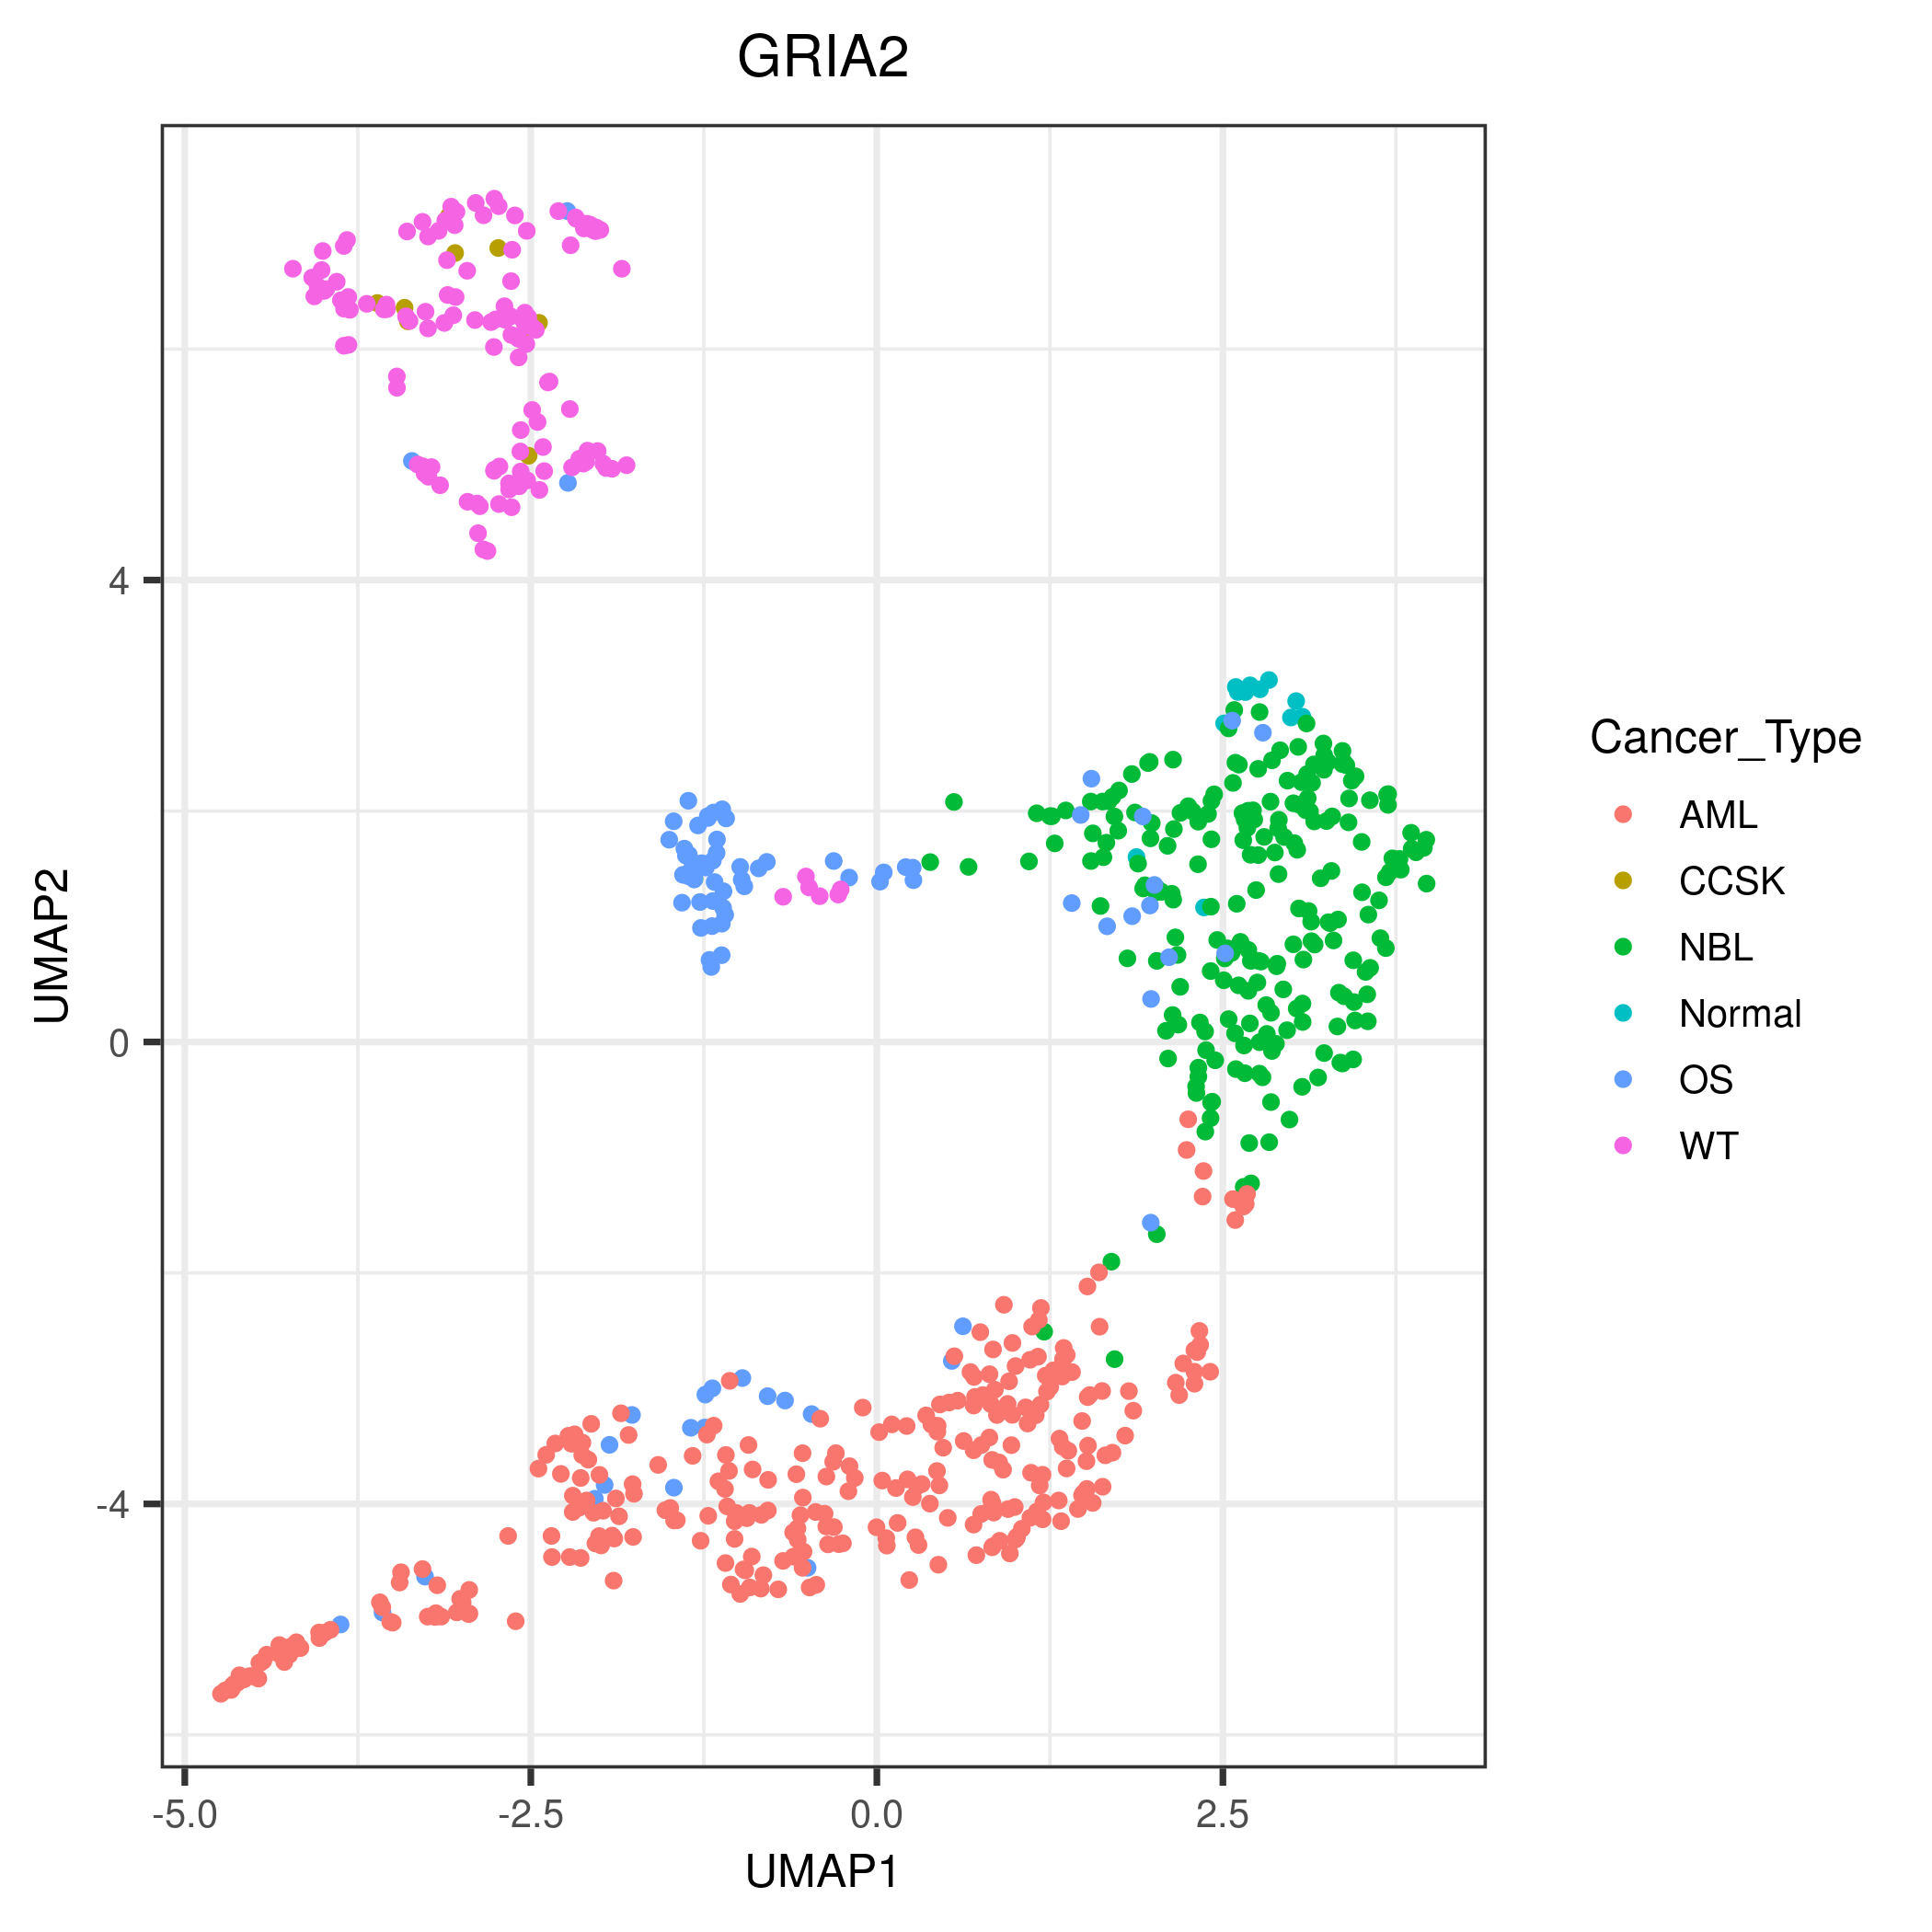 GRIA2
UMAP2
4
0
-4
-5.0
-2.5
0.0
2.5
UMAP1
Cancer_Type
AML
CCSK
NBL
Normal
OS
WT